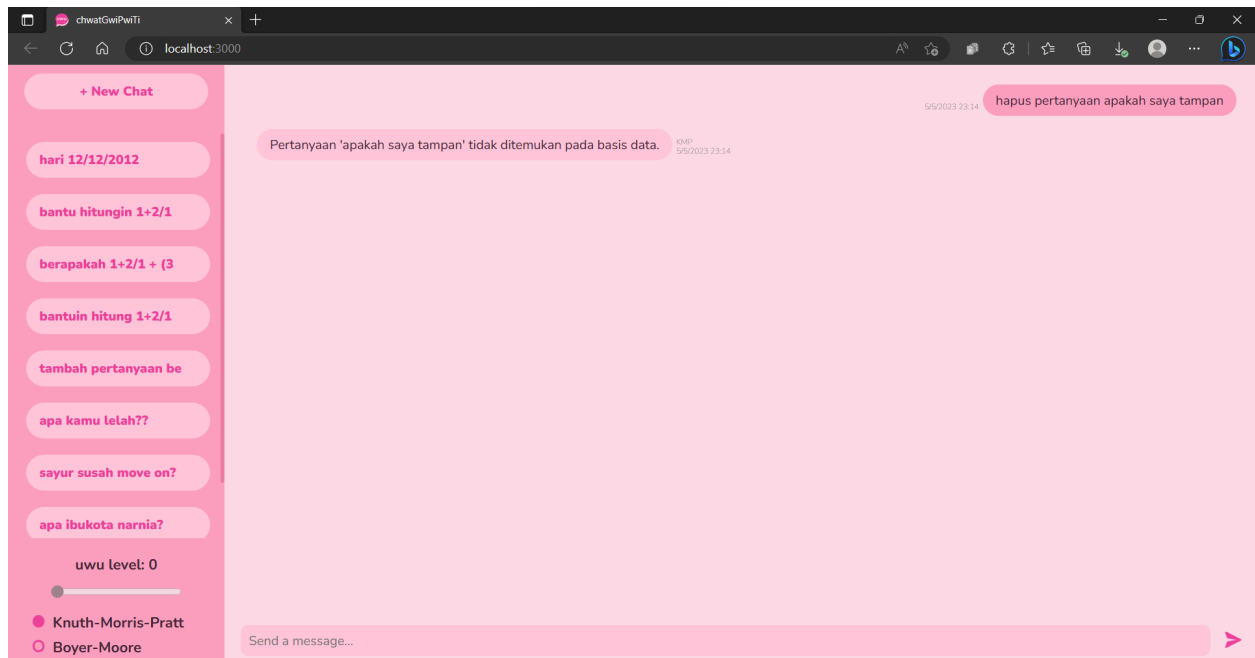 chwatGwiPwiTi
localhost:3000
+ New Chat
hari 12/12/2012
bantu hitungin 1+2/1
berapakah 1+2/1 + (3
bantuin hitung 1+2/1
tambah pertanyaan be
apa kamu lelah??
sayur susah move on?
apa ibukota narnia?
uwu level: 0
Knuth-Morris-Pratt
Boyer-Moore
5/5/2023 23:14 hapus pertanyaan apakah saya tampan
Pertanyaan 'apakah saya tampan' tidak ditemukan pada basis data.
KMP
5/5/2023 23:14
Send a message...